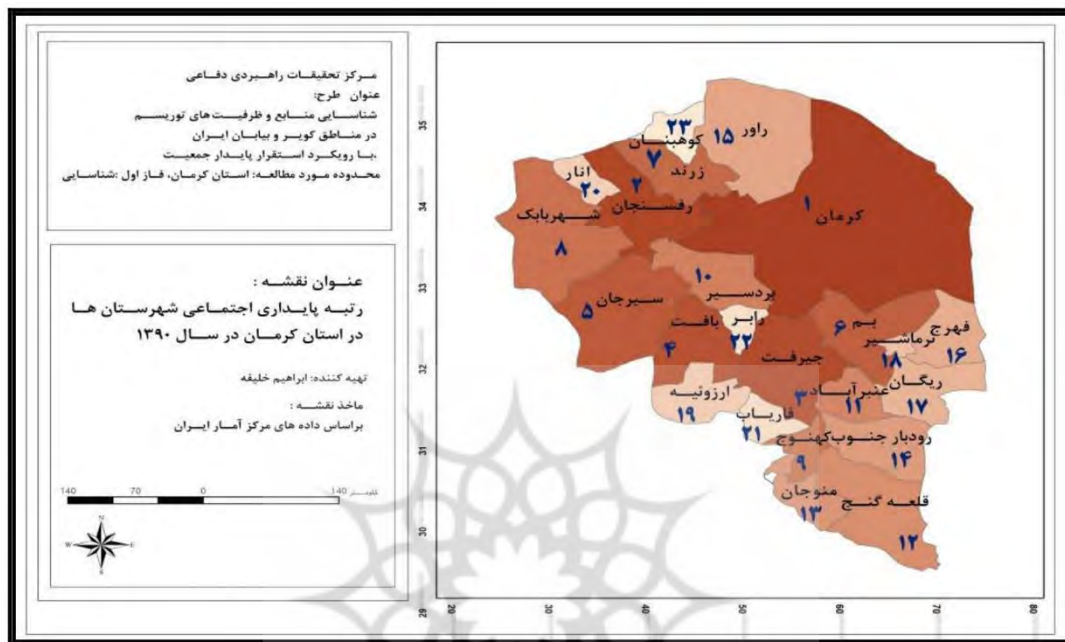 مرکز تحقیقات راهبردی دفاعی
عنوان طرح:
شناسایی منابع و ظرفیت‌های توریسم
در مناطق کویر و بیابان ایران
،با رویکرد استقرار پایدار جمعیت
محدوده مورد مطالعه: استان کرمان، فاز اول :شناسایی
عنوان نقشه :
رتبه پایداری اجتماعی شهرستان ها
در استان کرمان در سال ۱۳۹۰
تهیه کننده: ابراهیم خلیفه
ماخذ نقشه :
براساس داده های مرکز آمار ایران
140 70 0 140 کیلومتر
N
W E
S
35
34
33
32
31
30
29
20 30 40 50 60 70 80
۲۳
کوهبنان
راور
۱۵
۷
زرند
انار
۲۰
۲
رفسنجان
شهربابک
۸
کرمان
۱
۱۰
بردسیر
سیرجان
۵
بافت
۴
رابر
۲۲
بم
۶
نرماشیر
۱۸
فهرج
۱۶
جیرفت
۳
عنبرآباد
۱۱
ریگان
۱۷
ارزوئیه
۱۹
فاریاب
۲۱
کهنوج
۹
رودبار جنوب
۱۴
منوجان
۱۳
قلعه گنج
۱۲